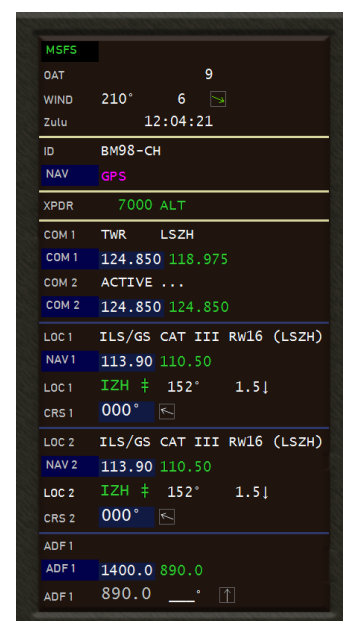 MSFS
OAT 9
WIND 210° 6
Zulu 12:04:21
ID BM98-CH
NAV GPS
XPDR 7000 ALT
COM 1 TWR LSZH
COM 1 124.850 118.975
COM 2 ACTIVE ...
COM 2 124.850 124.850
LOC 1 ILS/GS CAT III RW16 (LSZH)
NAV 1 113.90 110.50
LOC 1 IZH ‡ 152° 1.5↓
CRS 1 000°
LOC 2 ILS/GS CAT III RW16 (LSZH)
NAV 2 113.90 110.50
LOC 2 IZH ‡ 152° 1.5↓
CRS 2 000°
ADF 1
ADF 1 1400.0 890.0
ADF 1 890.0 ___°